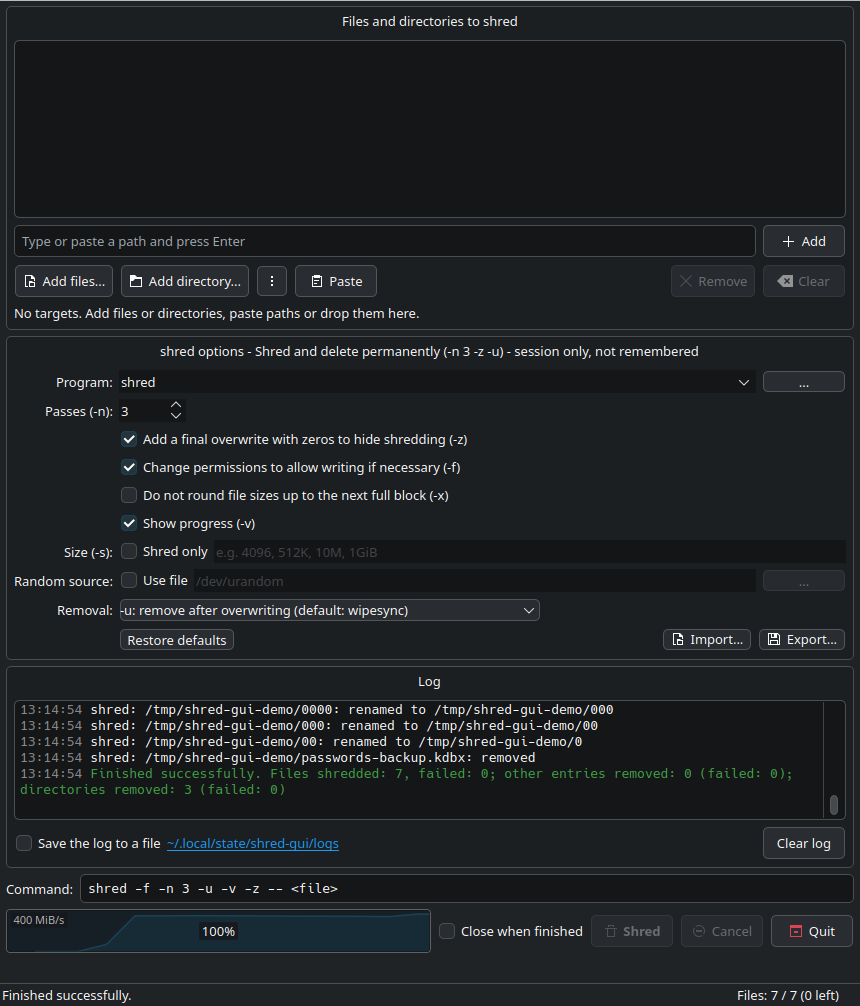 Files and directories to shred
Type or paste a path and press Enter
Add
Add files...
Add directory...
Paste
Remove
Clear
No targets. Add files or directories, paste paths or drop them here.
shred options - Shred and delete permanently (-n 3 -z -u) - session only, not remembered
Program: shred ...
Passes (-n): 3
Add a final overwrite with zeros to hide shredding (-z)
Change permissions to allow writing if necessary (-f)
Do not round file sizes up to the next full block (-x)
Show progress (-v)
Size (-s): Shred only e.g. 4096, 512K, 10M, 1GiB
Random source: Use file /dev/urandom ...
Removal: -u: remove after overwriting (default: wipesync)
Restore defaults Import... Export...
Log
13:14:54 shred: /tmp/shred-gui-demo/0000: renamed to /tmp/shred-gui-demo/000
13:14:54 shred: /tmp/shred-gui-demo/000: renamed to /tmp/shred-gui-demo/00
13:14:54 shred: /tmp/shred-gui-demo/00: renamed to /tmp/shred-gui-demo/0
13:14:54 shred: /tmp/shred-gui-demo/passwords-backup.kdbx: removed
13:14:54 Finished successfully. Files shredded: 7, failed: 0; other entries removed: 0 (failed: 0);
directories removed: 3 (failed: 0)
Save the log to a file ~/.local/state/shred-gui/logs
Clear log
Command: shred -f -n 3 -u -v -z -- <file>
400 MiB/s
100%
Close when finished
Shred
Cancel
Quit
Finished successfully.
Files: 7 / 7 (0 left)